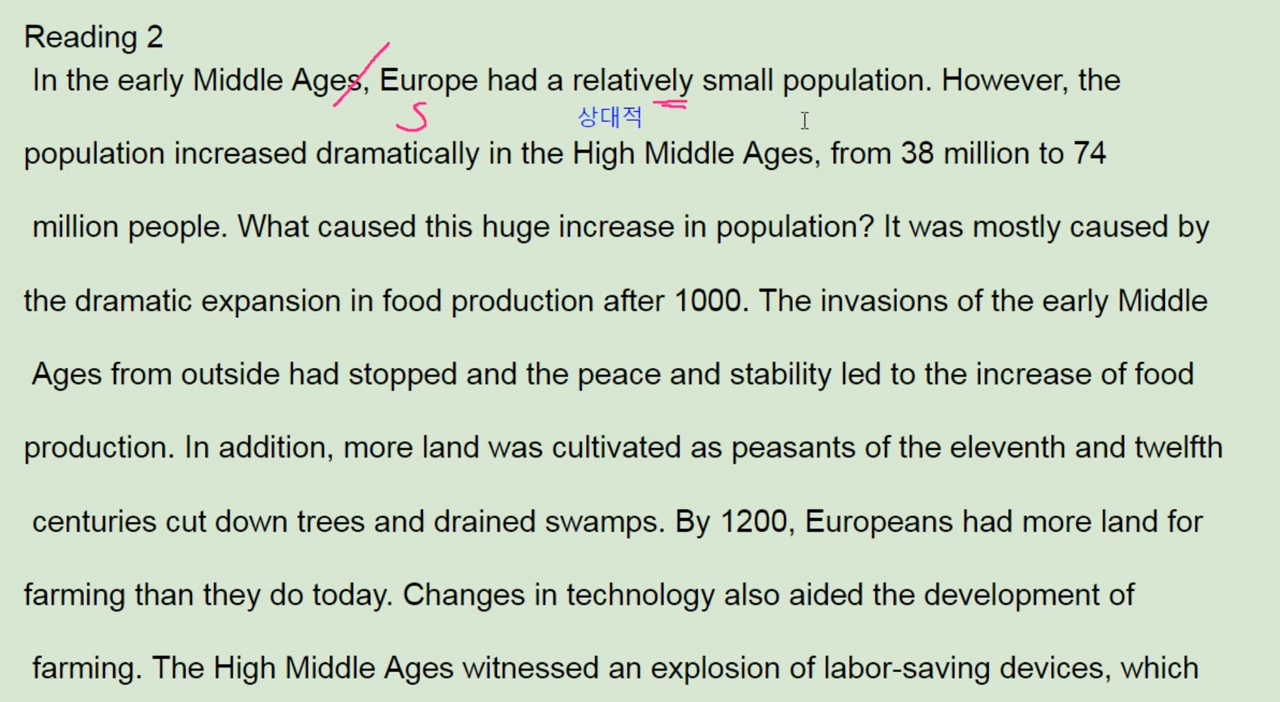 Reading 2
In the early Middle Ages, Europe had a relatively small population. However, the
S 상대적
population increased dramatically in the High Middle Ages, from 38 million to 74
million people. What caused this huge increase in population? It was mostly caused by
the dramatic expansion in food production after 1000. The invasions of the early Middle
Ages from outside had stopped and the peace and stability led to the increase of food
production. In addition, more land was cultivated as peasants of the eleventh and twelfth
centuries cut down trees and drained swamps. By 1200, Europeans had more land for
farming than they do today. Changes in technology also aided the development of
farming. The High Middle Ages witnessed an explosion of labor-saving devices, which